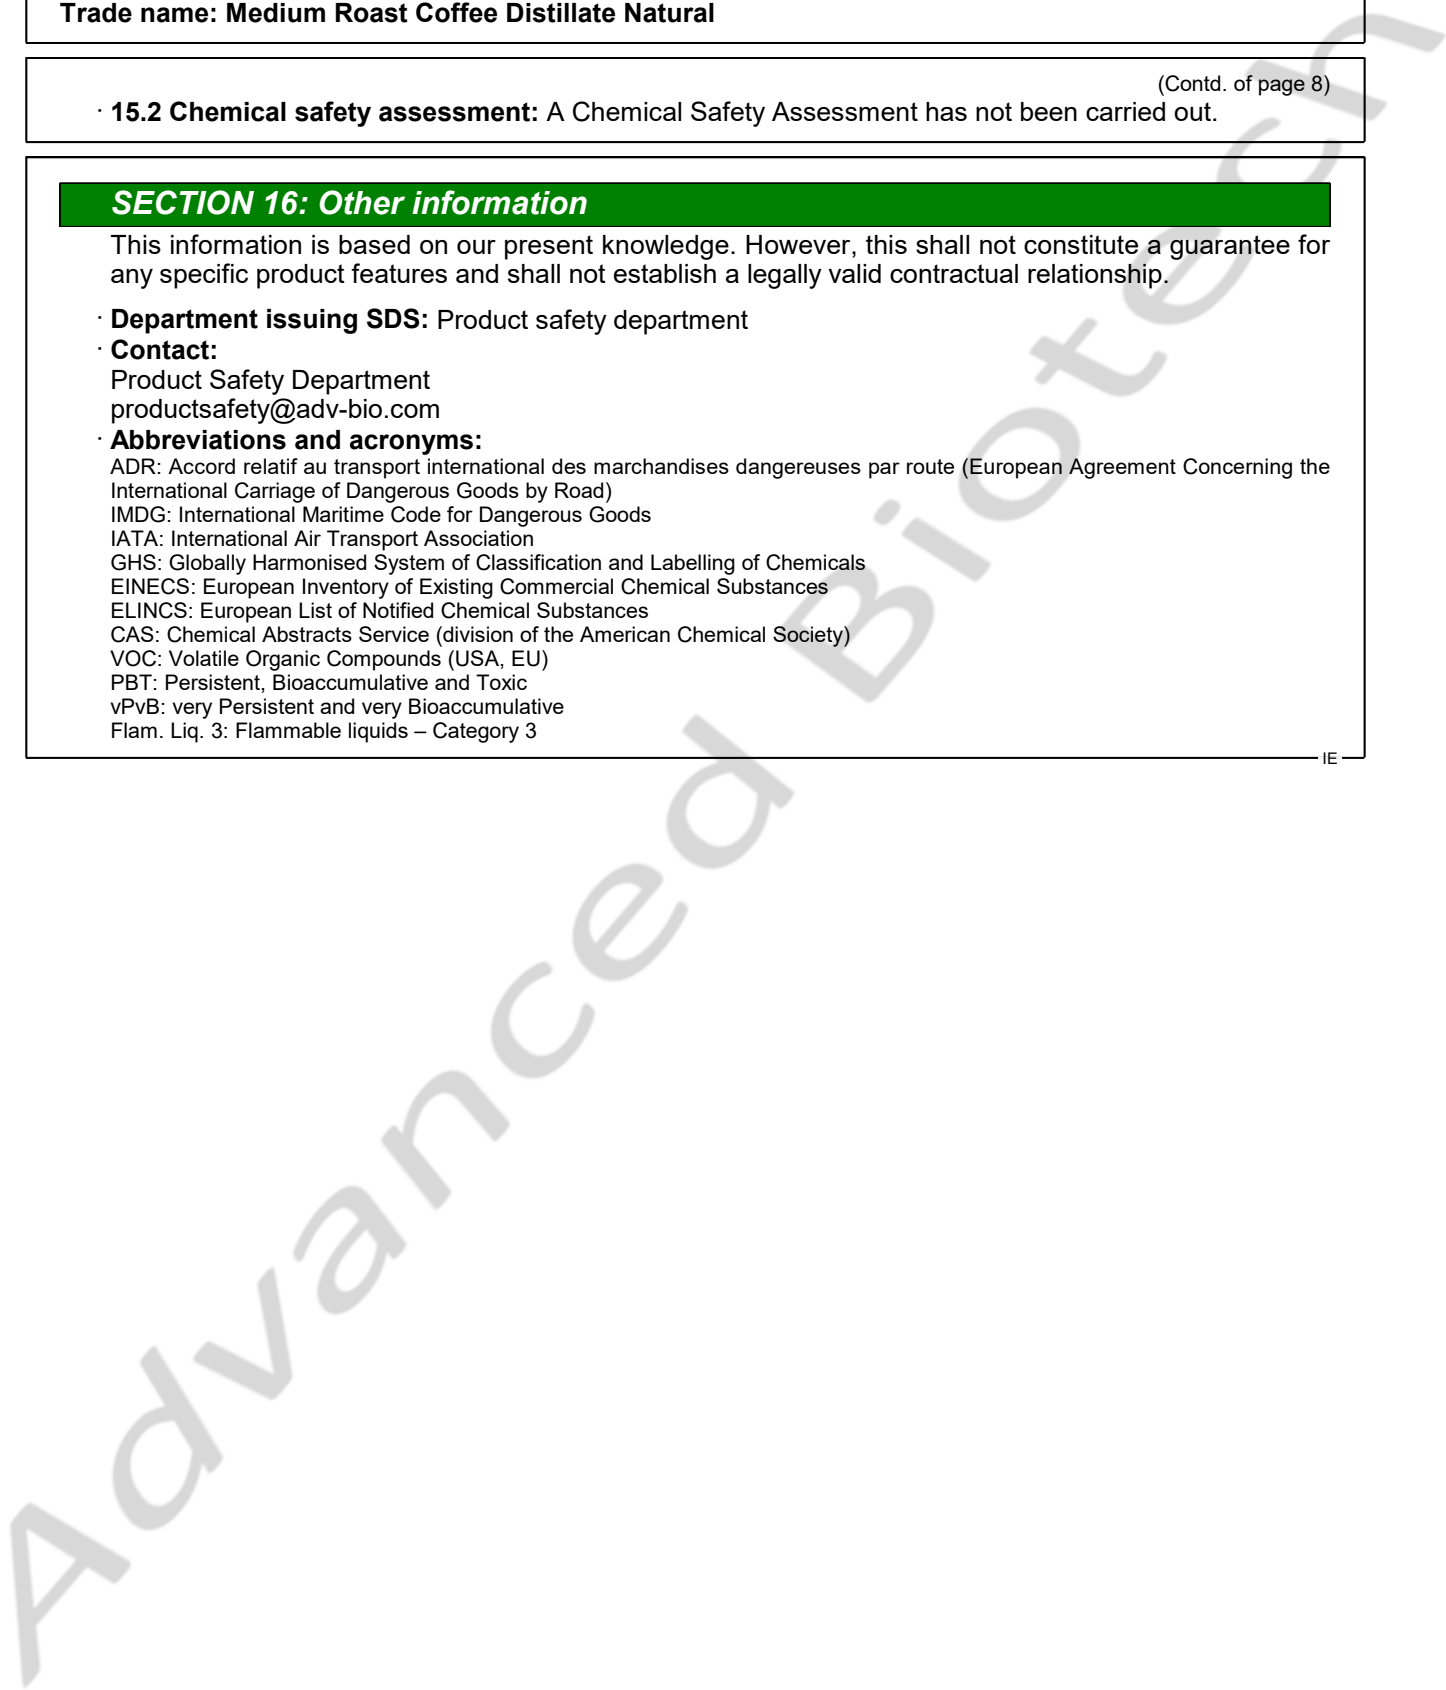 Trade name: Medium Roast Coffee Distillate Natural
(Contd. of page 8)
· 15.2 Chemical safety assessment: A Chemical Safety Assessment has not been carried out.
SECTION 16: Other information
This information is based on our present knowledge. However, this shall not constitute a guarantee for
any specific product features and shall not establish a legally valid contractual relationship.
· Department issuing SDS: Product safety department
· Contact:
Product Safety Department
productsafety@adv-bio.com
· Abbreviations and acronyms:
ADR: Accord relatif au transport international des marchandises dangereuses par route (European Agreement Concerning the
International Carriage of Dangerous Goods by Road)
IMDG: International Maritime Code for Dangerous Goods
IATA: International Air Transport Association
GHS: Globally Harmonised System of Classification and Labelling of Chemicals
EINECS: European Inventory of Existing Commercial Chemical Substances
ELINCS: European List of Notified Chemical Substances
CAS: Chemical Abstracts Service (division of the American Chemical Society)
VOC: Volatile Organic Compounds (USA, EU)
PBT: Persistent, Bioaccumulative and Toxic
vPvB: very Persistent and very Bioaccumulative
Flam. Liq. 3: Flammable liquids – Category 3
IE
Advanced Biotech